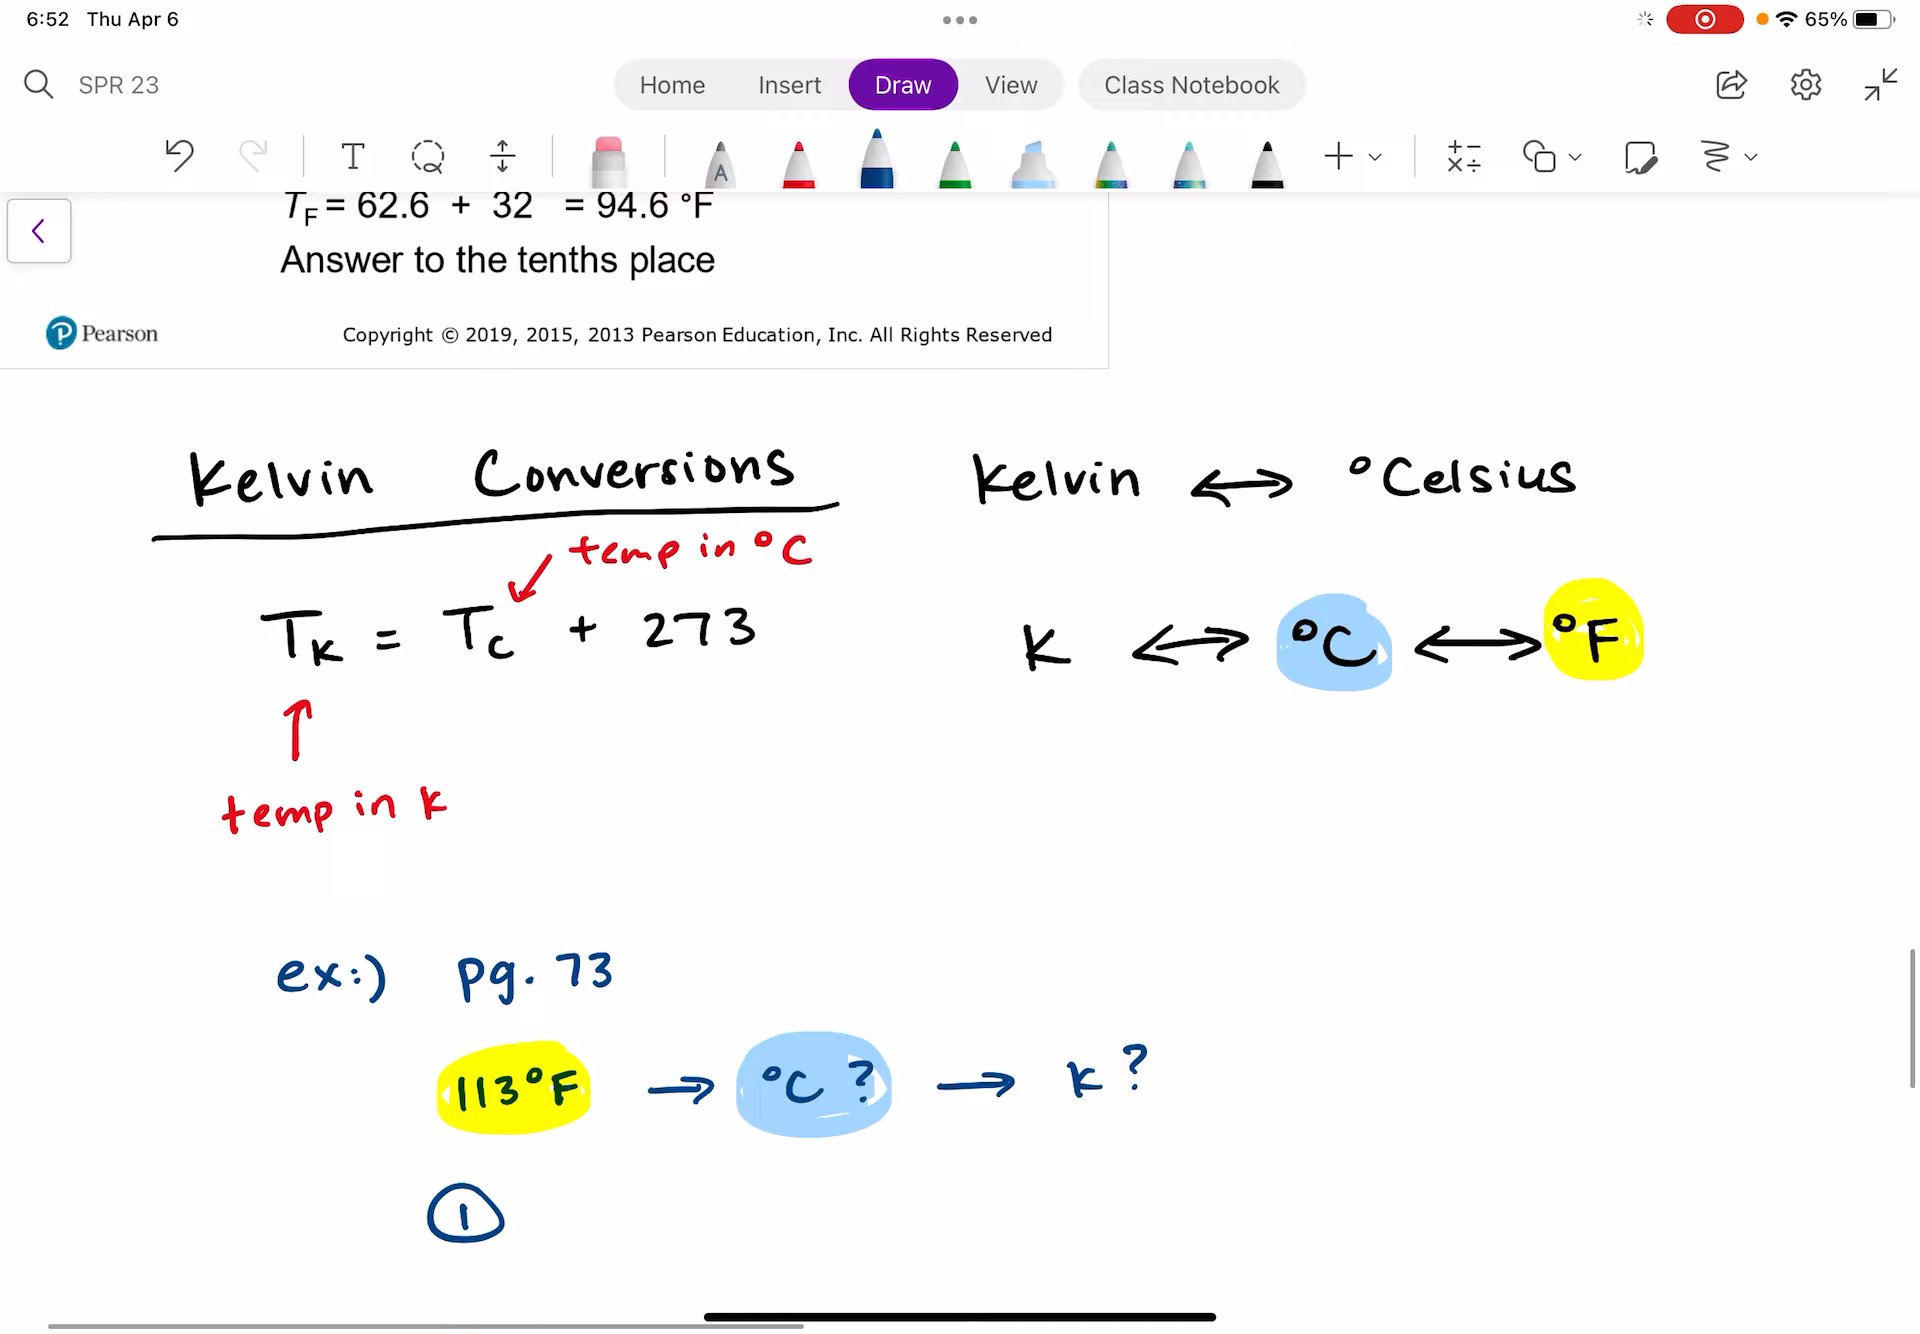 6:52 Thu Apr 6
65%
SPR 23
Home Insert Draw View Class Notebook
T
A
T_F = 62.6 + 32 = 94.6 °F
Answer to the tenths place
Pearson Copyright © 2019, 2015, 2013 Pearson Education, Inc. All Rights Reserved
Kelvin Conversions
Kelvin ↔ °Celsius
temp in °C
T_K = T_C + 273
K ↔ °C ↔ °F
temp in K
ex:) pg. 73
113°F → °C ? → K ?
①